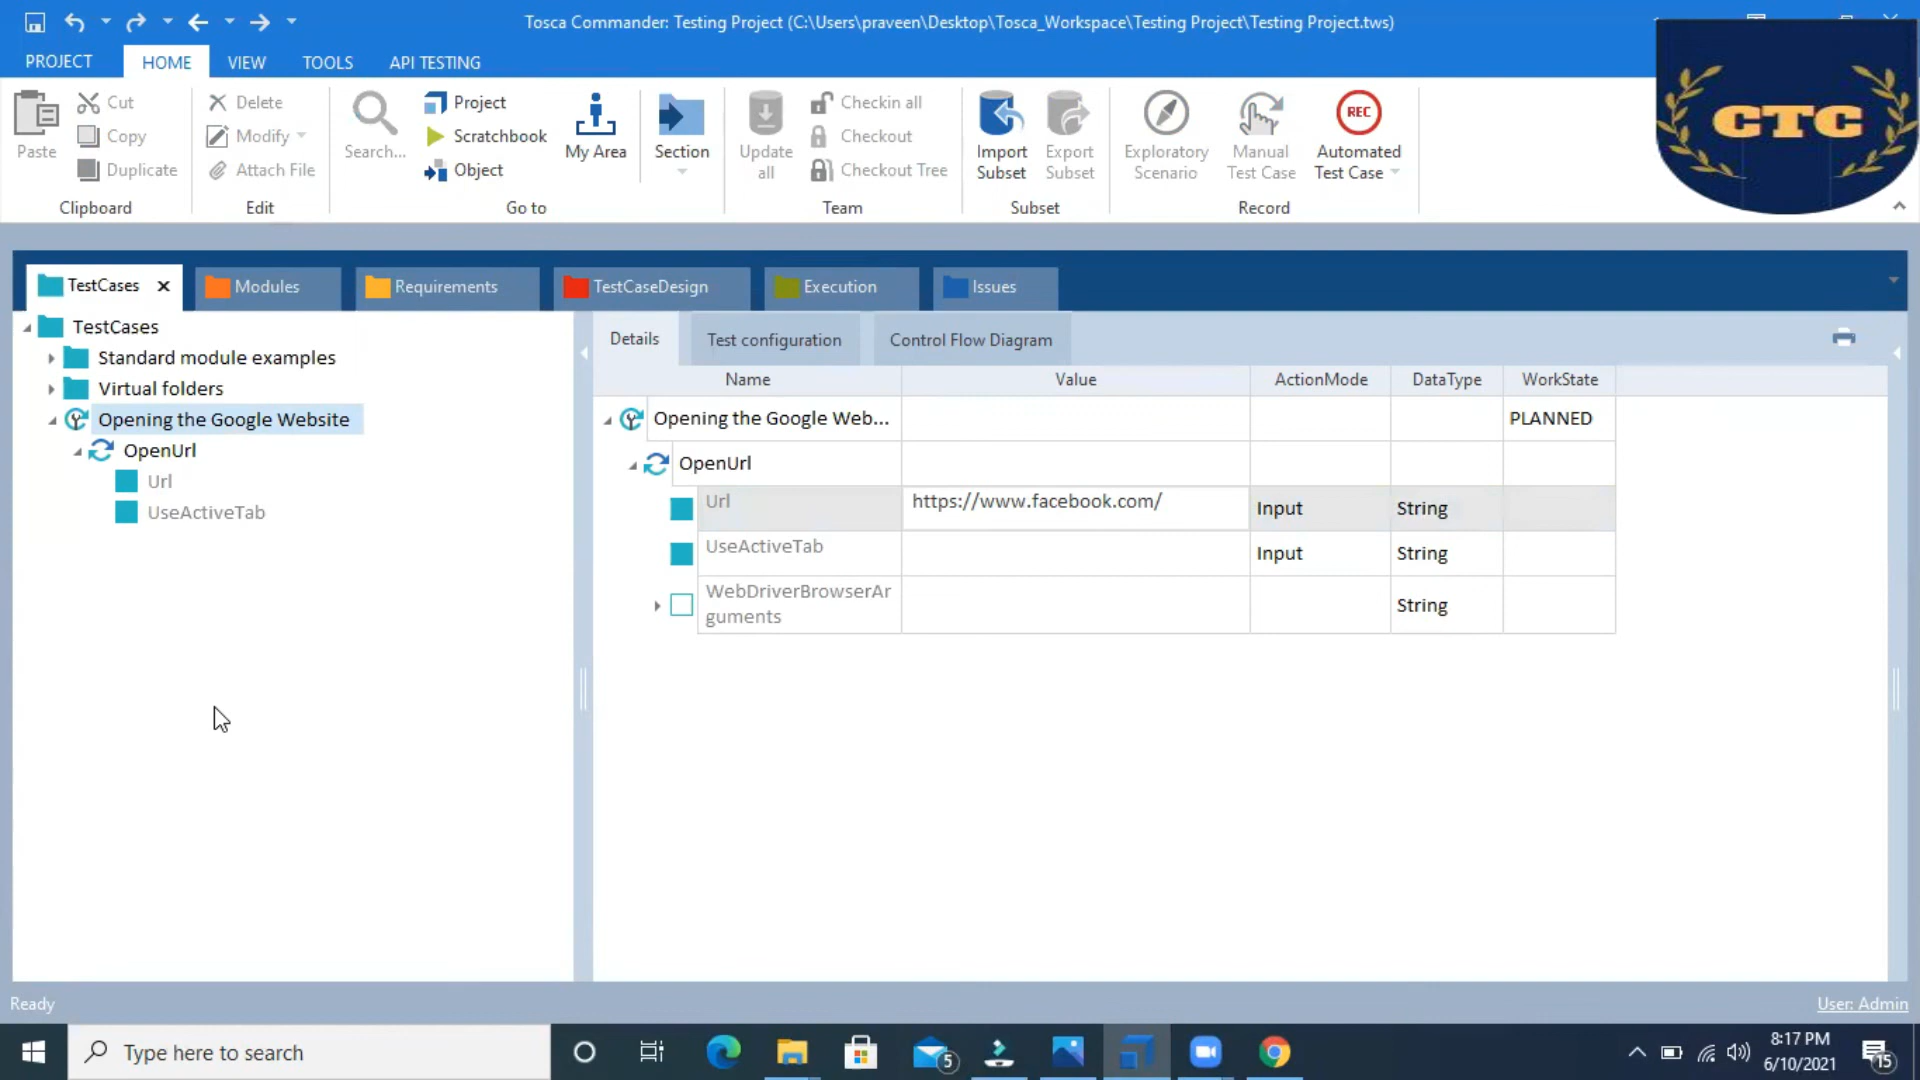 Tosca Commander: Testing Project (C:\Users\praveen\Desktop\Tosca_Workspace\Testing Project\Testing Project.tws)
PROJECT HOME VIEW TOOLS API TESTING
Paste
Cut
Copy
Duplicate
Clipboard
Delete
Modify
Attach File
Edit
Search...
Project
Scratchbook
Object
My Area
Go to
Section
Update
all
Checkin all
Checkout
Checkout Tree
Team
Import
Subset
Export
Subset
Subset
Exploratory
Scenario
Manual
Test Case
REC
Automated
Test Case
Record
CTC
TestCases Modules Requirements TestCaseDesign Execution Issues
TestCases
Standard module examples
Virtual folders
Opening the Google Website
OpenUrl
Url
UseActiveTab
Details Test configuration Control Flow Diagram
Name Value ActionMode DataType WorkState
Opening the Google Web... PLANNED
OpenUrl
Url https://www.facebook.com/ Input String
UseActiveTab Input String
WebDriverBrowserAr
guments String
Ready User: Admin
Type here to search
5
8:17 PM
6/10/2021
15